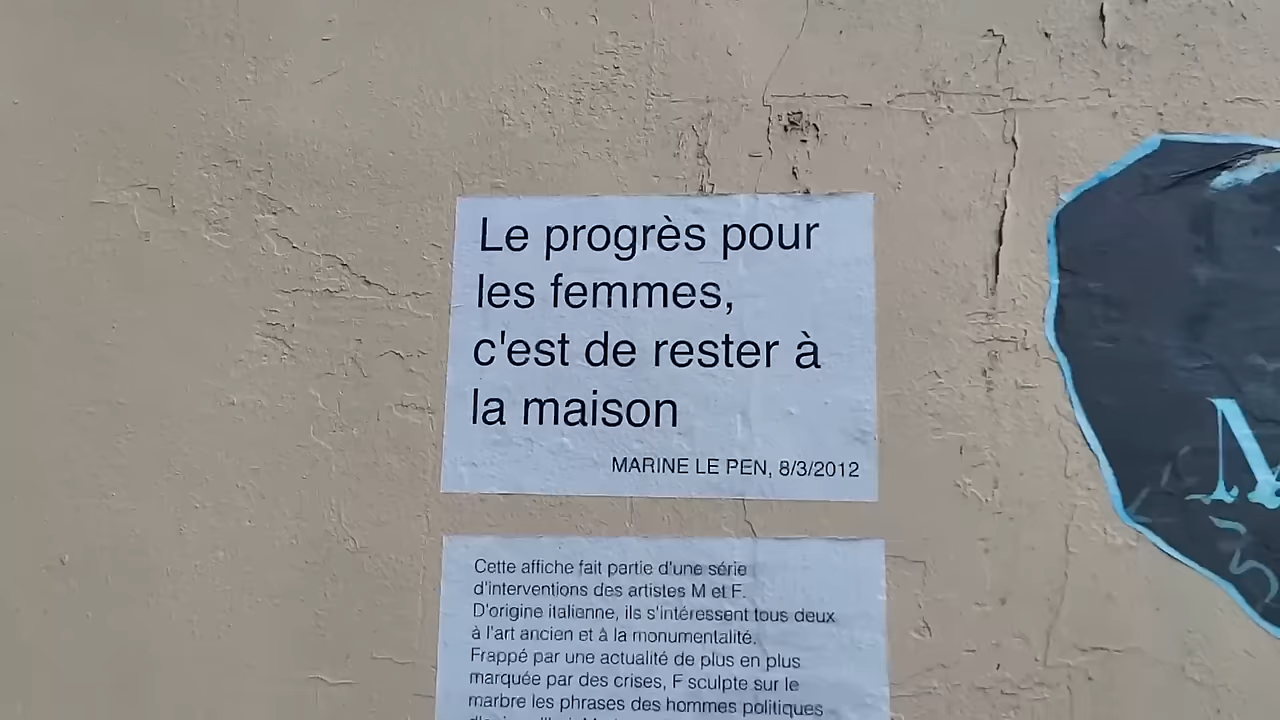 Le progrès pour
les femmes,
c'est de rester à
la maison
MARINE LE PEN, 8/3/2012
Cette affiche fait partie d'une série
d'interventions des artistes M et F.
D'origine italienne, ils s'intéressent tous deux
à l'art ancien et à la monumentalité.
Frappé par une actualité de plus en plus
marquée par des crises, F sculpte sur le
marbre les phrases des hommes politiques